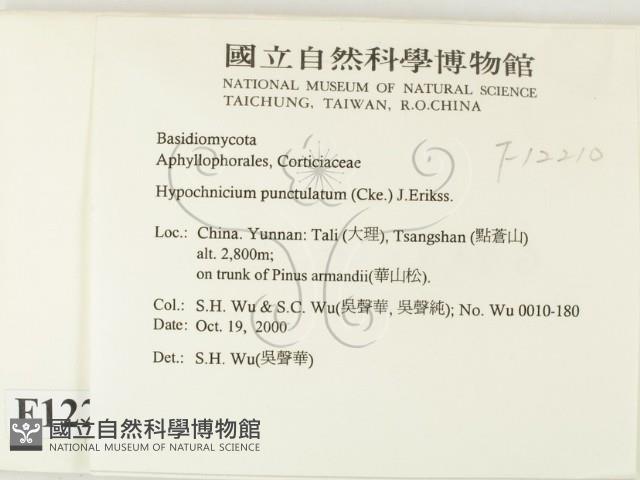 國立自然科學博物館
NATIONAL MUSEUM OF NATURAL SCIENCE
TAICHUNG, TAIWAN, R.O.CHINA
F-12210
Basidiomycota
Aphyllophorales, Corticiaceae
Hypochnicium punctulatum (Cke.) J.Erikss.
Loc.: China. Yunnan: Tali (大理), Tsangshan (點蒼山)
alt. 2,800m;
on trunk of Pinus armandii(華山松).
Col.: S.H. Wu & S.C. Wu(吳聲華, 吳聲純); No. Wu 0010-180
Date: Oct. 19, 2000
Det.: S.H. Wu(吳聲華)
國立自然科學博物館
NATIONAL MUSEUM OF NATURAL SCIENCE